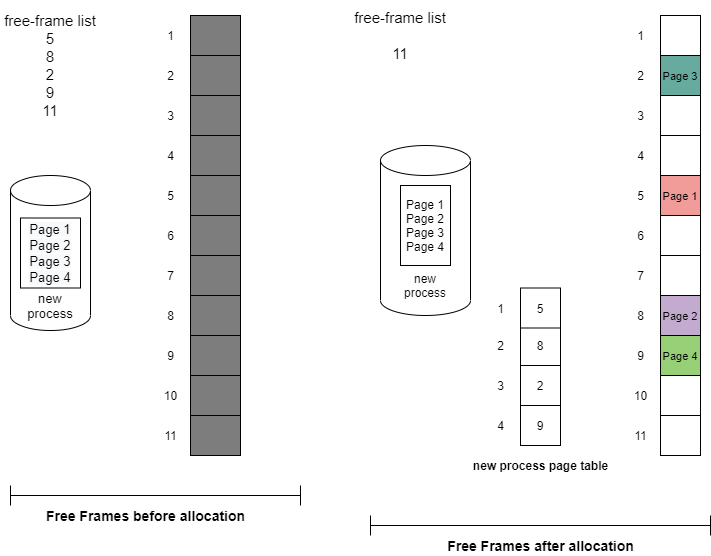 free-frame list
5
8
2
9
11
1
2
3
4
5
6
7
8
9
10
11
Page 1
Page 2
Page 3
Page 4
new
process
Free Frames before allocation
free-frame list
11
Page 1
Page 2
Page 3
Page 4
new
process
1 5
2 8
3 2
4 9
new process page table
1
2 Page 3
3
4
5 Page 1
6
7
8 Page 2
9 Page 4
10
11
Free Frames after allocation